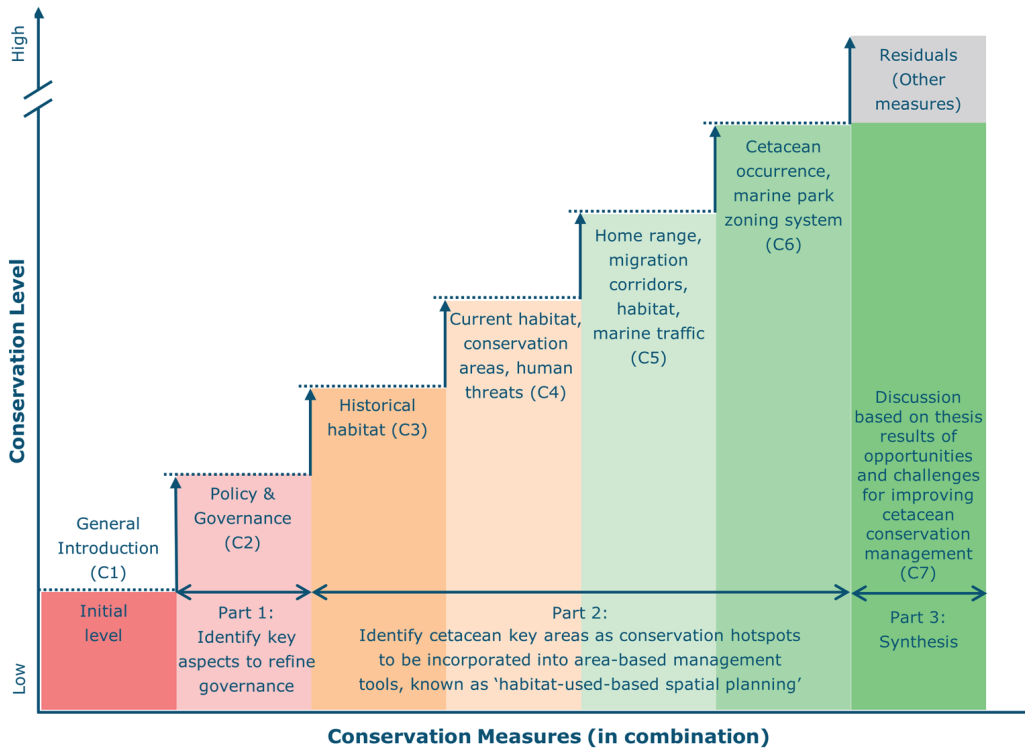 High
Conservation Level
Low
General
Introduction
(C1)
Initial
level
Policy &
Governance
(C2)
Part 1:
Identify key
aspects to refine
governance
Historical
habitat (C3)
Current habitat,
conservation
areas, human
threats (C4)
Home range,
migration
corridors,
habitat,
marine traffic
(C5)
Cetacean
occurrence,
marine park
zoning system
(C6)
Part 2:
Identify cetacean key areas as conservation hotspots
to be incorporated into area-based management
tools, known as ‘habitat-used-based spatial planning’
Residuals
(Other
measures)
Discussion
based on thesis
results of
opportunities
and challenges
for improving
cetacean
conservation
management
(C7)
Part 3:
Synthesis
Conservation Measures (in combination)